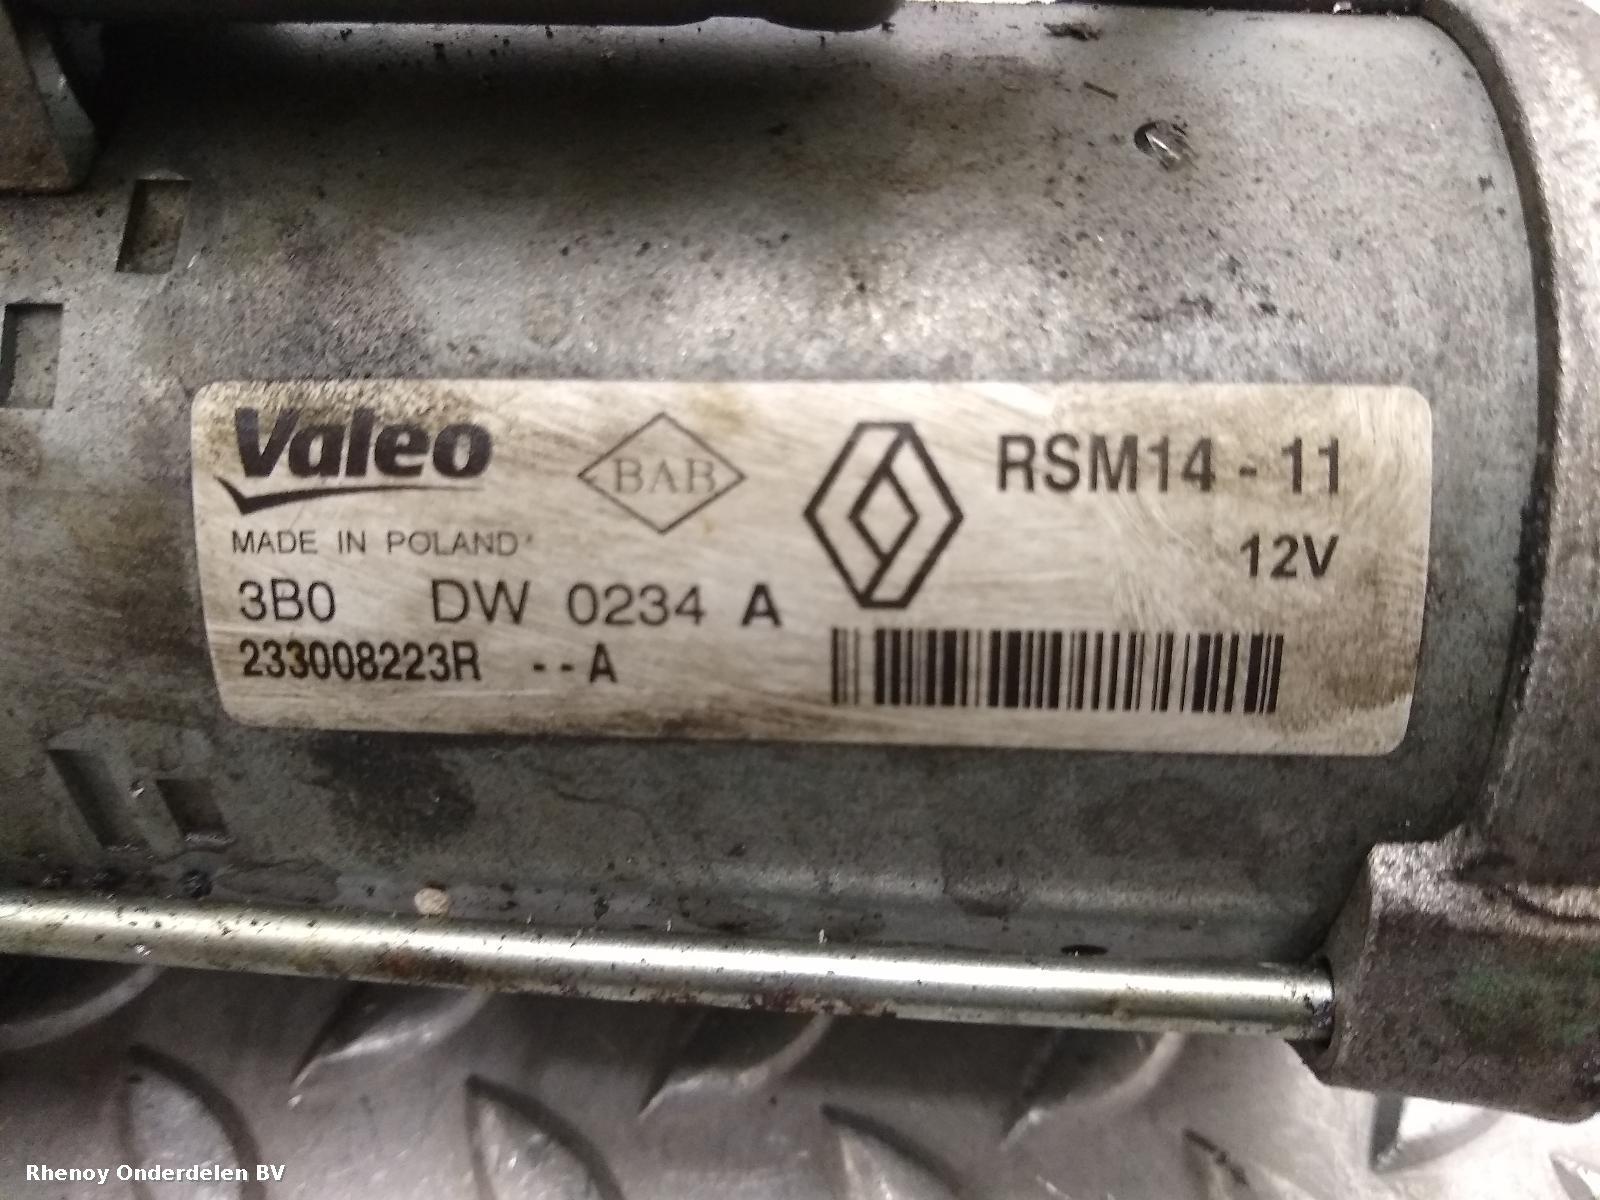 Valeo
BAB
RSM14 - 11
12V
MADE IN POLAND
3B0 DW 0234 A
233008223R --A
Rhenoy Onderdelen BV